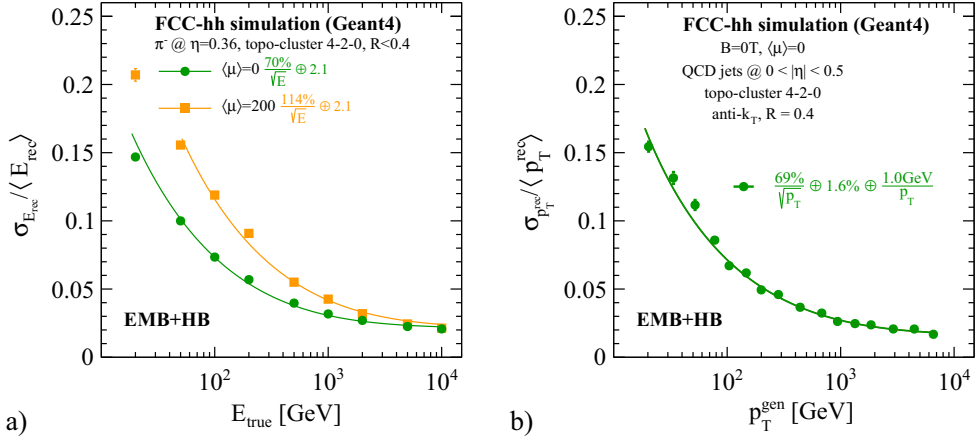 FCC-hh simulation (Geant4)
π⁻ @ η=0.36, topo-cluster 4-2-0, R<0.4
⟨μ⟩=0 70%/√E ⊕ 2.1
⟨μ⟩=200 114%/√E ⊕ 2.1
σ_E_rec/⟨E_rec⟩
0.25
0.2
0.15
0.1
0.05
0
EMB+HB
10² 10³ 10⁴
E_true [GeV]
a)
FCC-hh simulation (Geant4)
B=0T, ⟨μ⟩=0
QCD jets @ 0 < |η| < 0.5
topo-cluster 4-2-0
anti-k_T, R = 0.4
69%/√p_T ⊕ 1.6% ⊕ 1.0GeV/p_T
σ_p_T^rec/⟨p_T^rec⟩
0.25
0.2
0.15
0.1
0.05
0
EMB+HB
10² 10³ 10⁴
p_T^gen [GeV]
b)